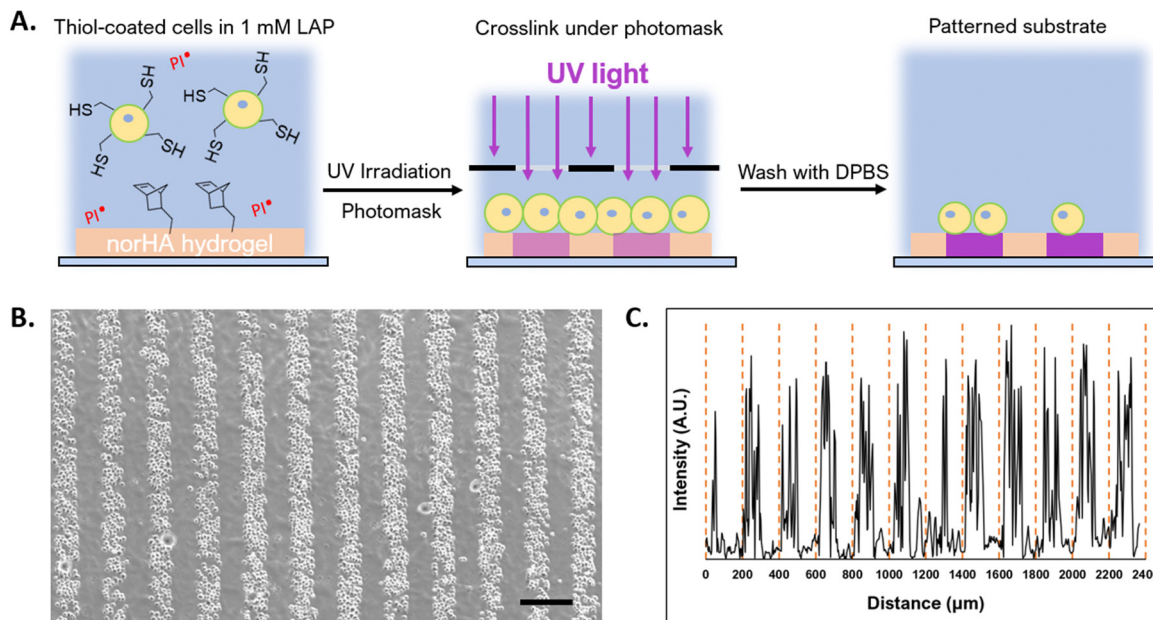 A.
Thiol-coated cells in 1 mM LAP
Crosslink under photomask
Patterned substrate
UV light
PI•
SH
SH
HS
HS
SH
SH
HS
SH
PI•
PI•
norHA hydrogel
UV Irradiation
Photomask
Wash with DPBS
B.
C.
Intensity (A.U.)
0 200 400 600 800 1000 1200 1400 1600 1800 2000 2200 240
Distance (µm)